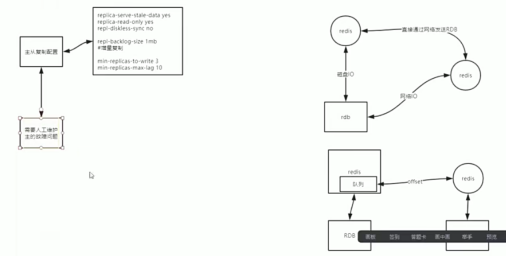 主从复制配置
replica-serve-stale-data yes
replica-read-only yes
repl-diskless-sync no
repl-backlog-size 1mb
#增量复制
min-replicas-to-write 3
min-replicas-max-lag 10
需要人工维护
主的故障问题
redis
直接通过网络发送RDB
redis
磁盘IO
网络IO
rdb
redis
队列
offset
redis
RDB
举手